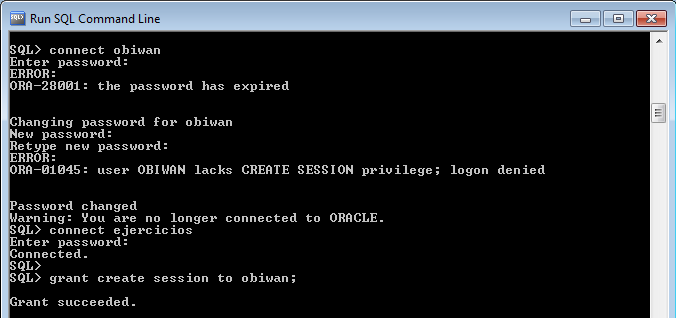 Run SQL Command Line
SQL> connect obiwan
Enter password:
ERROR:
ORA-28001: the password has expired
Changing password for obiwan
New password:
Retype new password:
ERROR:
ORA-01045: user OBIWAN lacks CREATE SESSION privilege; logon denied
Password changed
Warning: You are no longer connected to ORACLE.
SQL> connect ejercicios
Enter password:
Connected.
SQL>
SQL> grant create session to obiwan;
Grant succeeded.